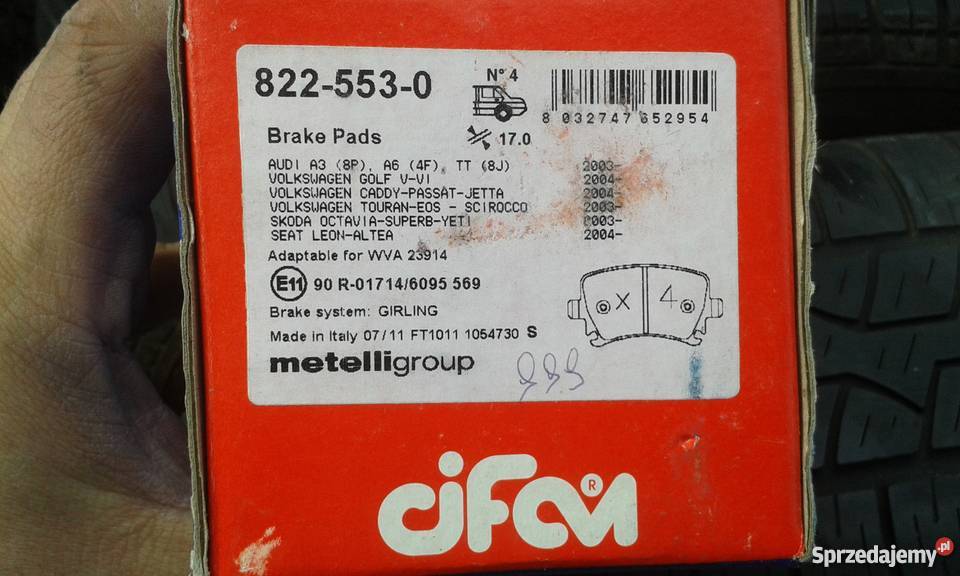 822-553-0
N° 4
8 032747 652954
Brake Pads
17.0
AUDI A3 (8P), A6 (4F), TT (8J) 2003-
VOLKSWAGEN GOLF V-VI 2004-
VOLKSWAGEN CADDY-PASSAT-JETTA 2004-
VOLKSWAGEN TOURAN-EOS - SCIROCCO 2003-
SKODA OCTAVIA-SUPERB-YETI 2003-
SEAT LEON-ALTEA 2004-
Adaptable for WVA 23914
E11 90 R-01714/6095 569
X 4
Brake system: GIRLING
Made in Italy 07/11 FT1011 1054730 S
metelligroup
999
CIFAM
R
Sprzedajemy.pl